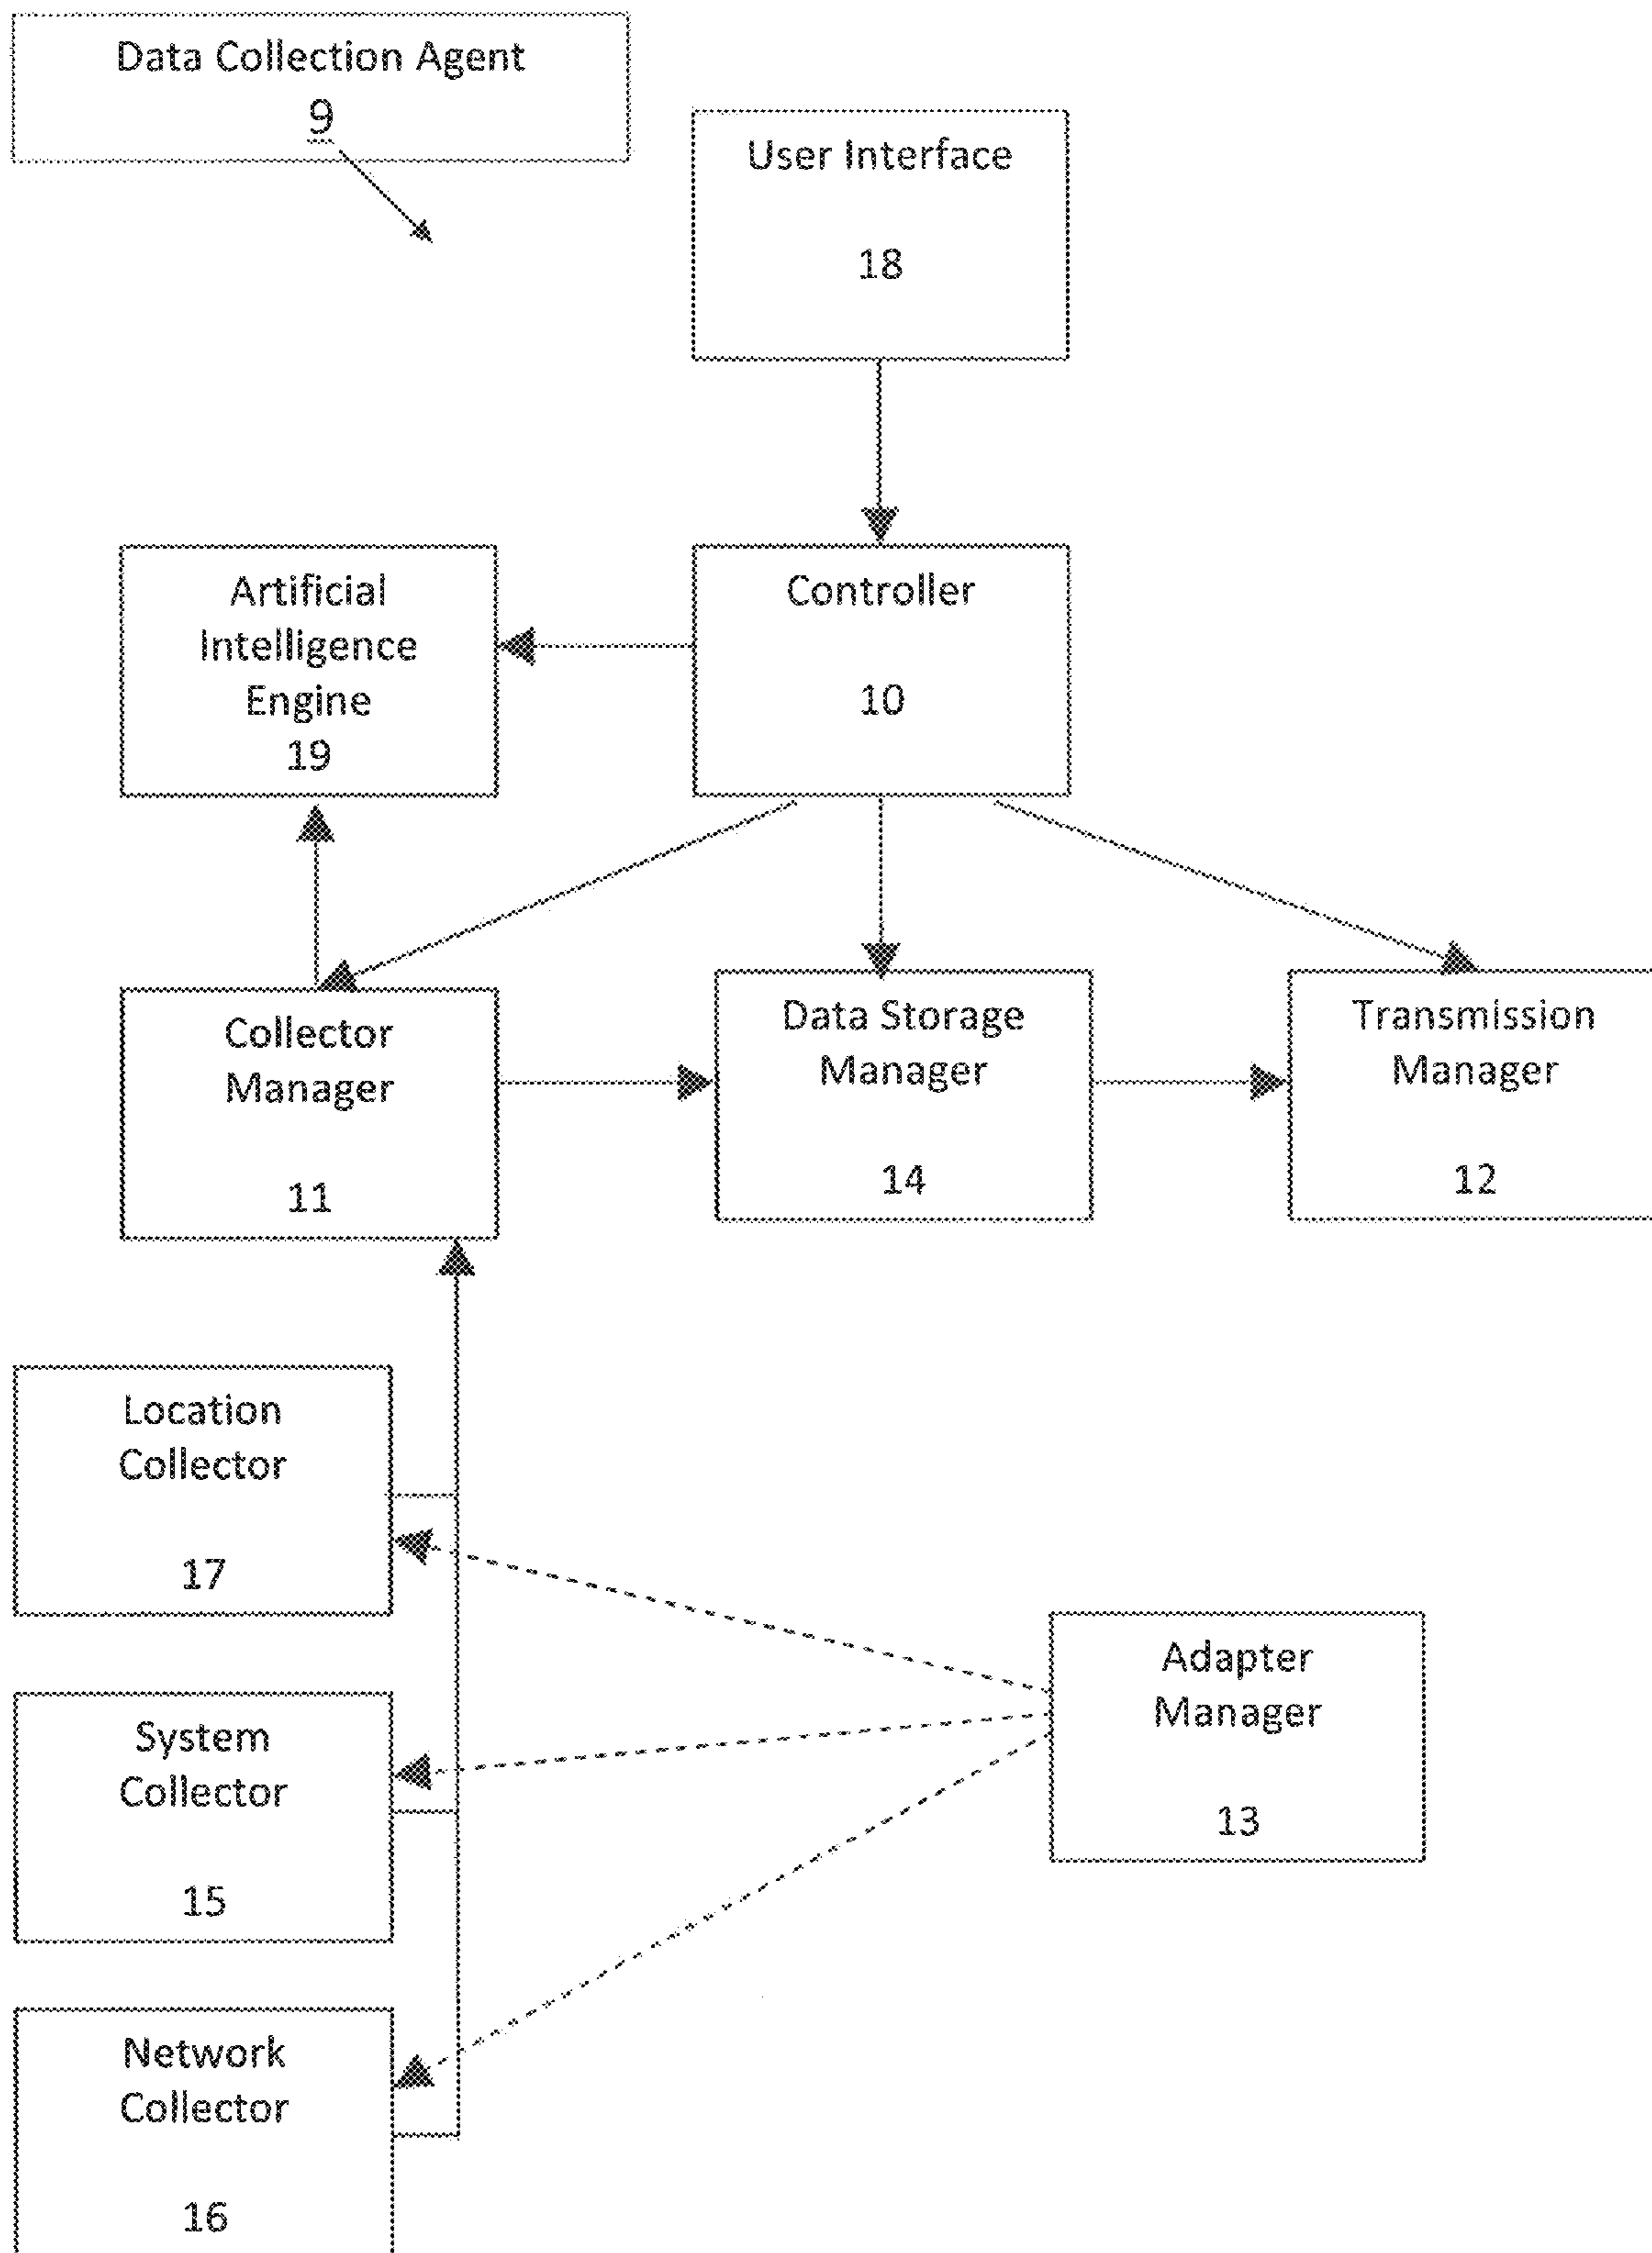 Data Collection Agent
9
User Interface
18
Artificial
Intelligence
Engine
19
Controller
10
Collector
Manager
11
Data Storage
Manager
14
Transmission
Manager
12
Location
Collector
17
System
Collector
15
Network
Collector
16
Adapter
Manager
13